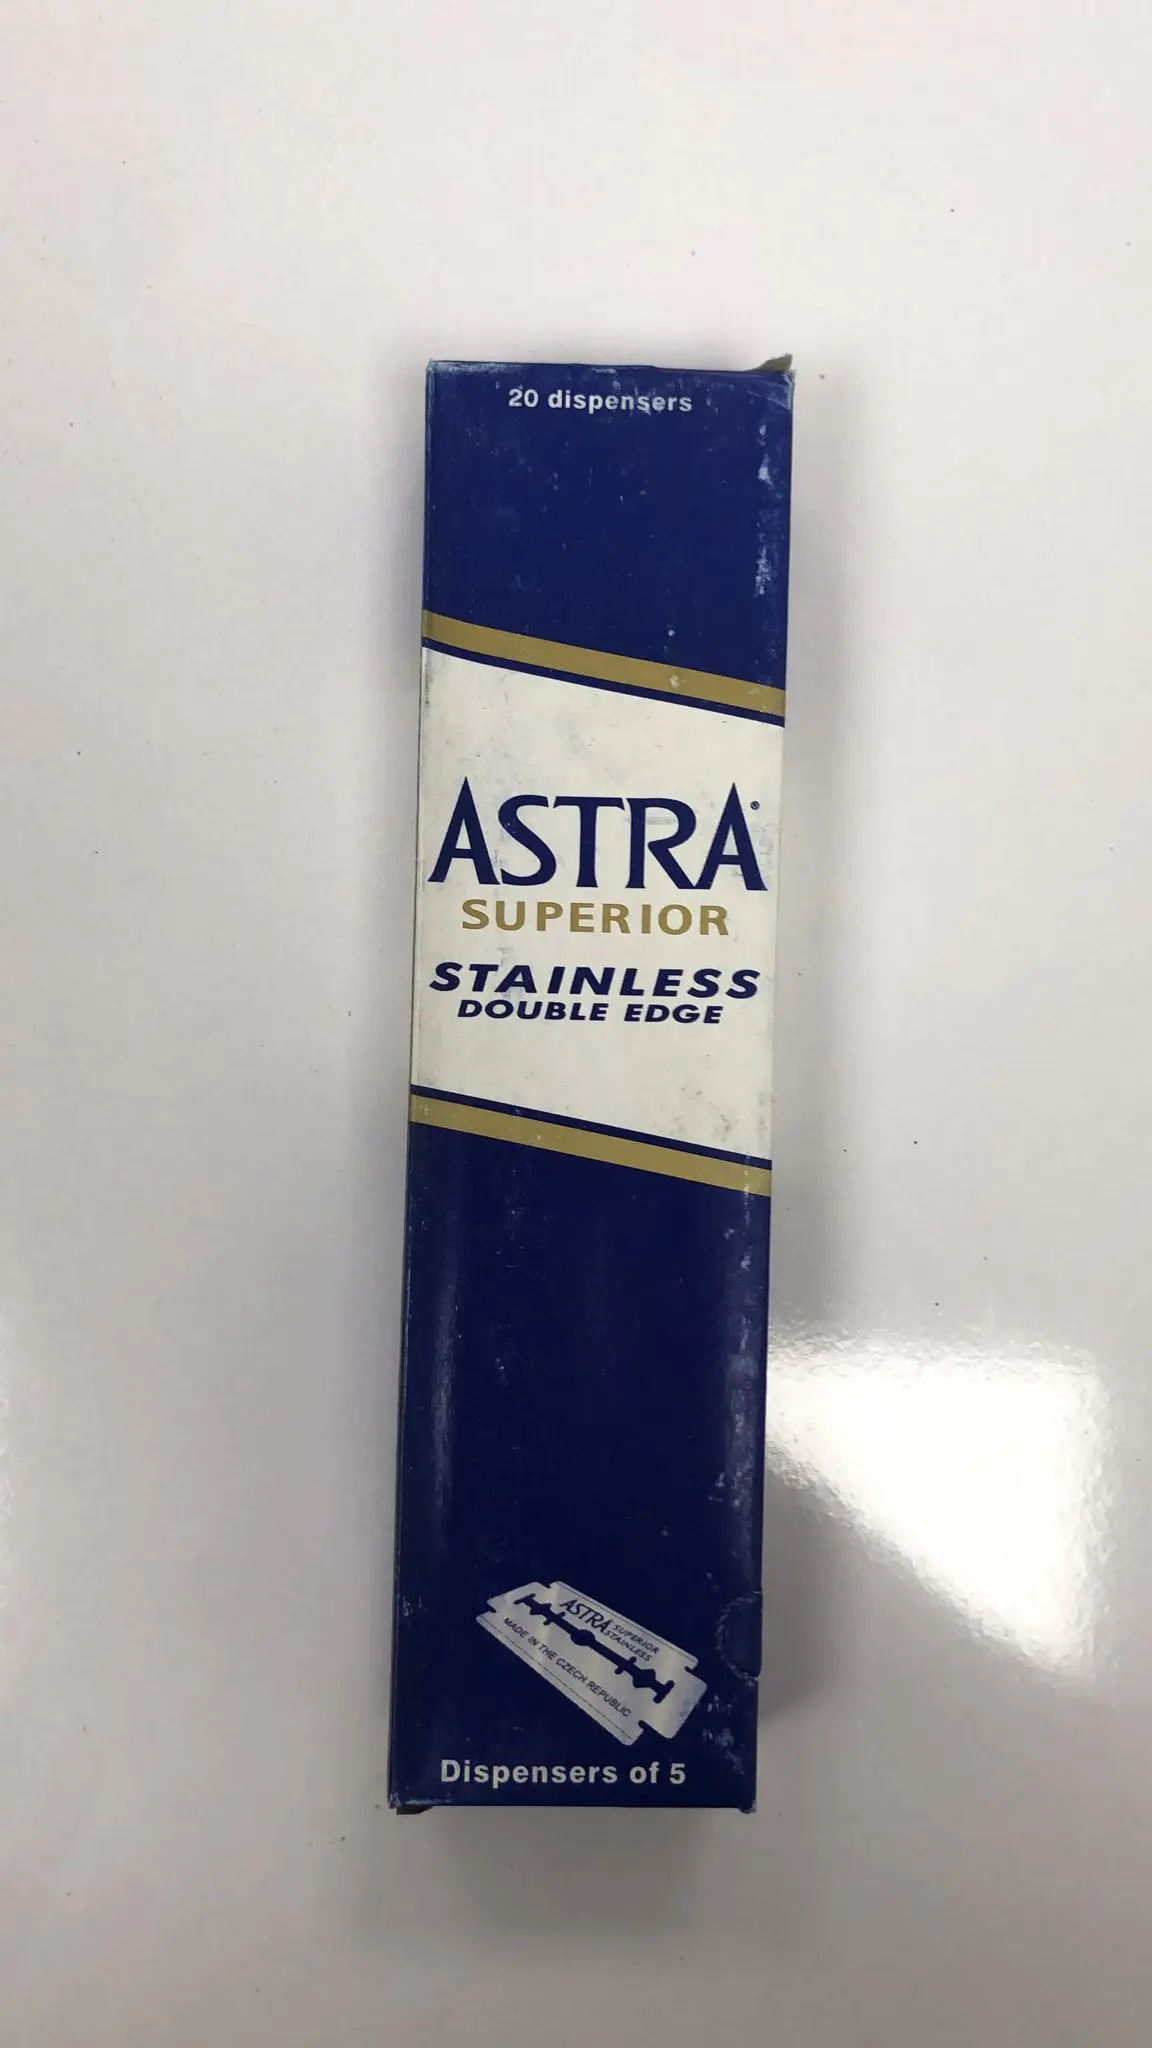 20 dispensers
ASTRA®
SUPERIOR
STAINLESS
DOUBLE EDGE
ASTRA SUPERIOR
STAINLESS
MADE IN THE CZECH REPUBLIC
Dispensers of 5